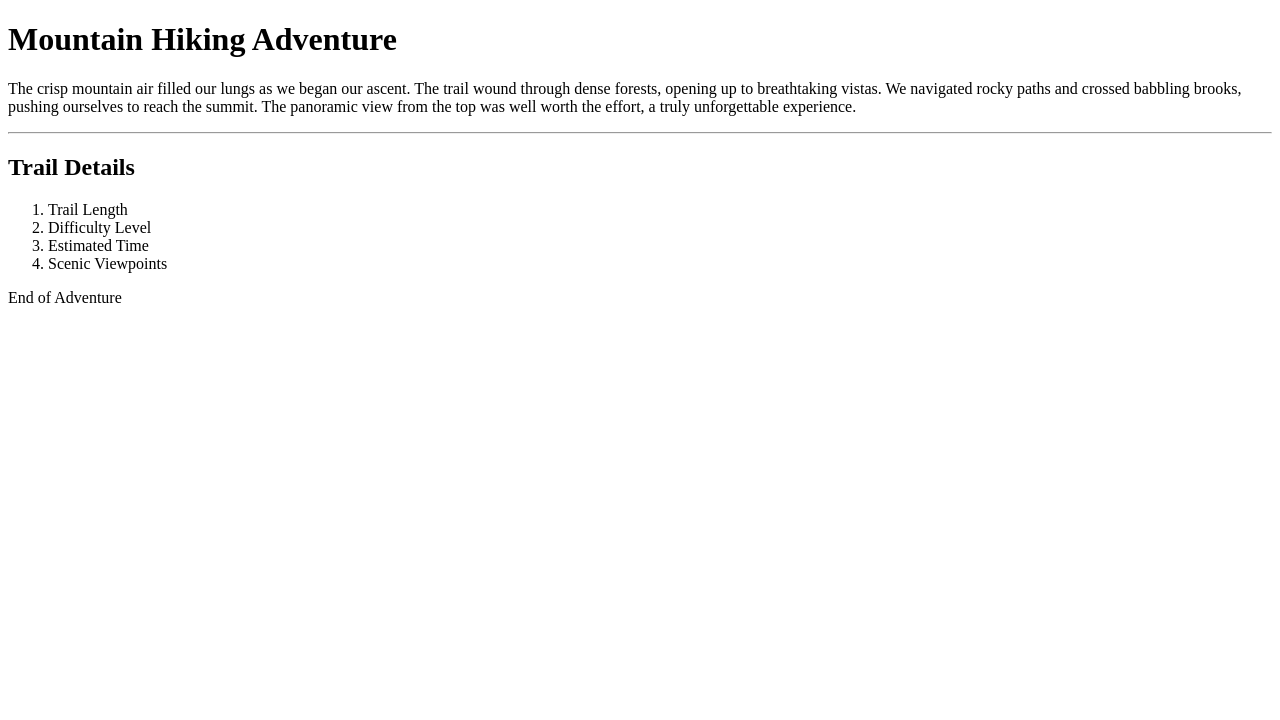 Mountain Hiking Adventure
The crisp mountain air filled our lungs as we began our ascent. The trail wound through dense forests, opening up to breathtaking vistas. We navigated rocky paths and crossed babbling brooks,
pushing ourselves to reach the summit. The panoramic view from the top was well worth the effort, a truly unforgettable experience.
Trail Details
1. Trail Length
2. Difficulty Level
3. Estimated Time
4. Scenic Viewpoints
End of Adventure